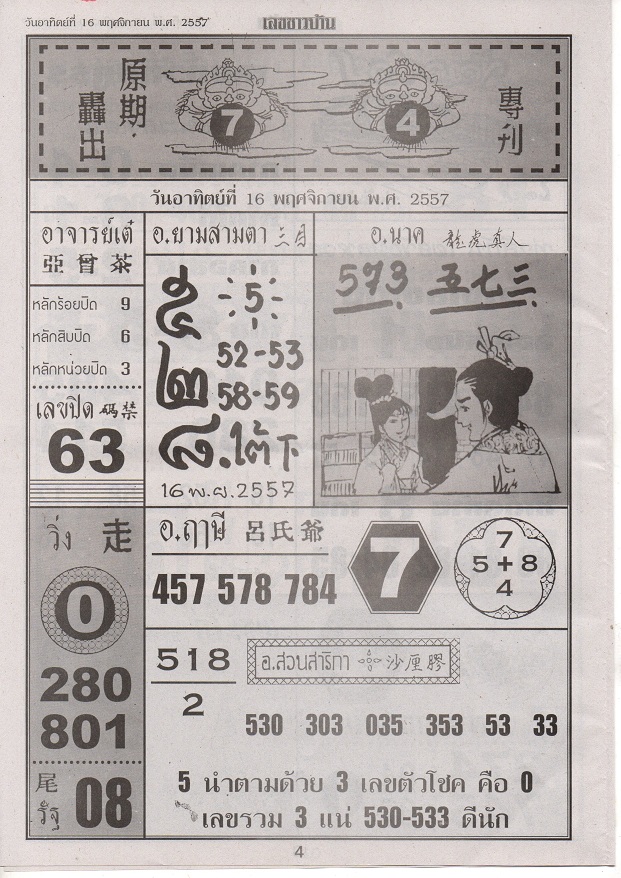 วันอาทิตย์ที่ 16 พฤศจิกายน พ.ศ. 2557
เลขชาวบ้าน
原期·
轟出
7
4
專刊
วันอาทิตย์ที่ 16 พฤศจิกายน พ.ศ. 2557
อาจารย์เต๋
亞曾茶
หลักร้อยปิด 9
หลักสิบปิด 6
หลักหน่วยปิด 3
เลขปิด 碼禁
63
อ.ยามสามตา 三目
๕ 5
52-53
๒ 58-59
๘.ใต้下
16 พ.ย.2557
อ.นาค 龍虎真人
573 五七三
วิ่ง 走
0
280
801
尾
รัฐ
08
อ.ฤาษี 呂氏爺
457 578 784
7
7
5+8
4
518
2
อ.สวนสาริกา 沙厘膠
530 303 035 353 53 33
5 นำตามด้วย 3 เลขตัวโชค คือ 0
เลขรวม 3 แน่ 530-533 ดีนัก
4